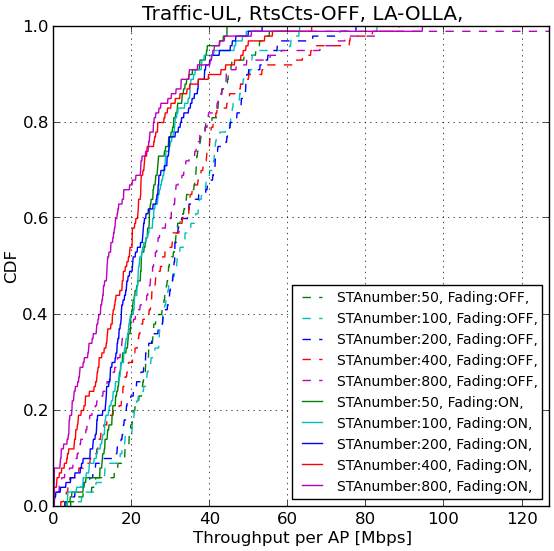 Traffic-UL, RtsCts-OFF, LA-OLLA,
1.0
0.8
0.6
0.4
0.2
0.0
CDF
STAnumber:50, Fading:OFF,
STAnumber:100, Fading:OFF,
STAnumber:200, Fading:OFF,
STAnumber:400, Fading:OFF,
STAnumber:800, Fading:OFF,
STAnumber:50, Fading:ON,
STAnumber:100, Fading:ON,
STAnumber:200, Fading:ON,
STAnumber:400, Fading:ON,
STAnumber:800, Fading:ON,
0 20 40 60 80 100 120
Throughput per AP [Mbps]